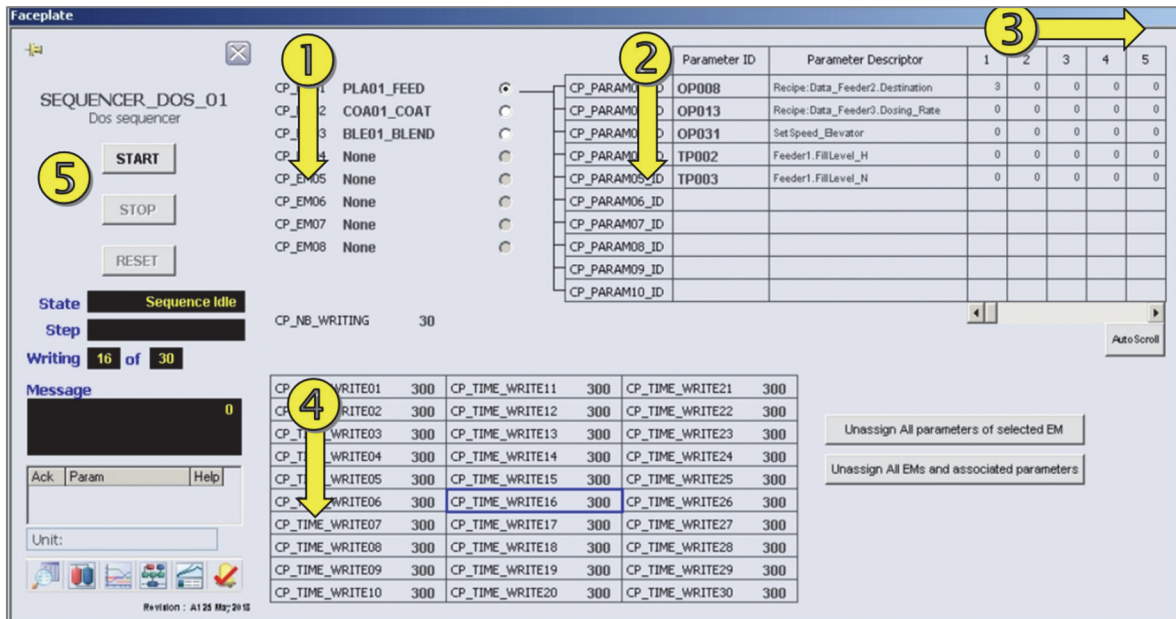 Faceplate
SEQUENCER_DOS_01
Dos sequencer
START
STOP
RESET
State Sequence Idle
Step
Writing 16 of 30
Message
0
Ack Param Help
Unit:
Revision : A1 25 May 2018
1
2
3
4
5
PLA01_FEED
COA01_COAT
BLE01_BLEND
None
CP_EM05 None
CP_EM06 None
CP_EM07 None
CP_EM08 None
CP_NB_WRITING 30
Parameter ID Parameter Descriptor 1 2 3 4 5
OP008 Recipe:Data_Feeder2.Destination 3 0 0 0 0
OP013 Recipe:Data_Feeder3.Dosing_Rate 0 0 0 0 0
OP031 SetSpeed_Elevator 0 0 0 0 0
TP002 Feeder1.FillLevel_H 0 0 0 0 0
CP_PARAM05_ID TP003 Feeder1.FillLevel_N 0 0 0 0 0
CP_PARAM06_ID
CP_PARAM07_ID
CP_PARAM08_ID
CP_PARAM09_ID
CP_PARAM10_ID
Auto Scroll
300 CP_TIME_WRITE11 300 CP_TIME_WRITE21 300
300 CP_TIME_WRITE12 300 CP_TIME_WRITE22 300
CP_TIME_WRITE03 300 CP_TIME_WRITE13 300 CP_TIME_WRITE23 300
CP_TIME_WRITE04 300 CP_TIME_WRITE14 300 CP_TIME_WRITE24 300
CP_TIME_WRITE05 300 CP_TIME_WRITE15 300 CP_TIME_WRITE25 300
CP_TIME_WRITE06 300 CP_TIME_WRITE16 300 CP_TIME_WRITE26 300
CP_TIME_WRITE07 300 CP_TIME_WRITE17 300 CP_TIME_WRITE27 300
CP_TIME_WRITE08 300 CP_TIME_WRITE18 300 CP_TIME_WRITE28 300
CP_TIME_WRITE09 300 CP_TIME_WRITE19 300 CP_TIME_WRITE29 300
CP_TIME_WRITE10 300 CP_TIME_WRITE20 300 CP_TIME_WRITE30 300
Unassign All parameters of selected EM
Unassign All EMs and associated parameters